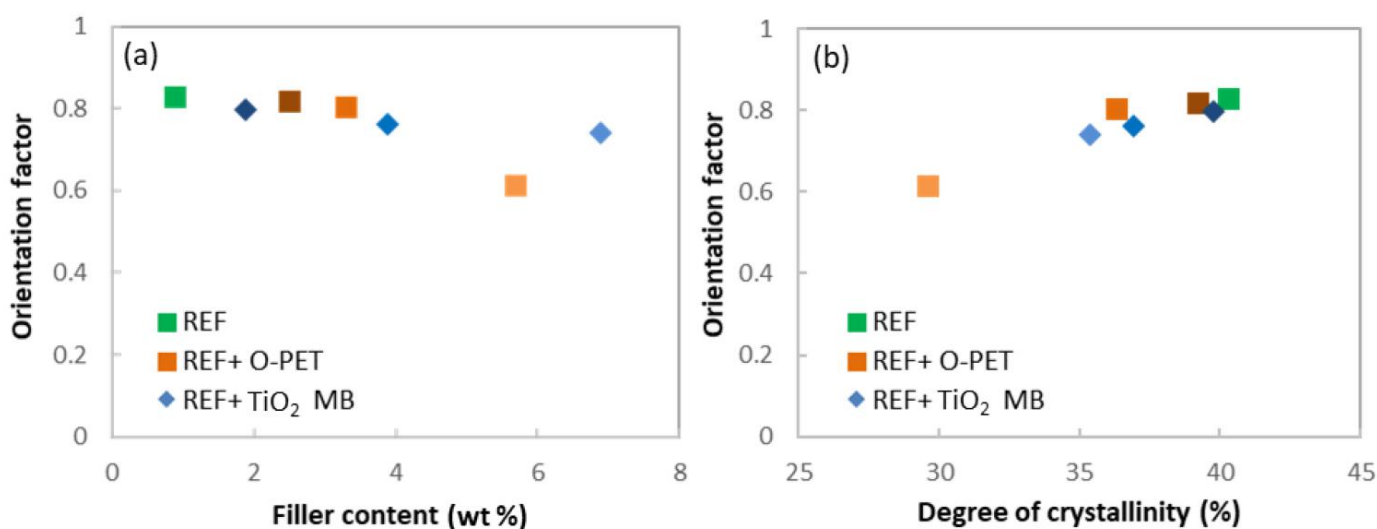 (a)
Orientation factor
1
0.8
0.6
0.4
0.2
0
REF
REF+ O-PET
REF+ TiO₂ MB
0 2 4 6 8
Filler content (wt %)
(b)
Orientation factor
1
0.8
0.6
0.4
0.2
0
REF
REF+ O-PET
REF+ TiO₂ MB
25 30 35 40 45
Degree of crystallinity (%)